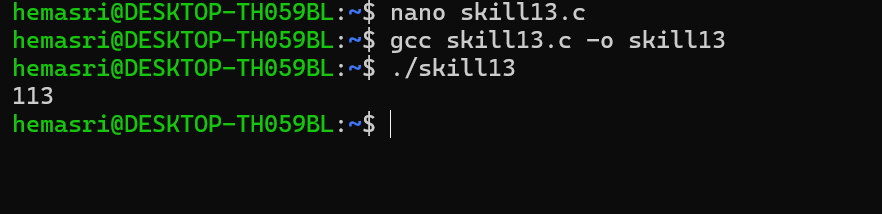 hemasri@DESKTOP-TH059BL:~$ nano skill13.c
hemasri@DESKTOP-TH059BL:~$ gcc skill13.c -o skill13
hemasri@DESKTOP-TH059BL:~$ ./skill13
113
hemasri@DESKTOP-TH059BL:~$